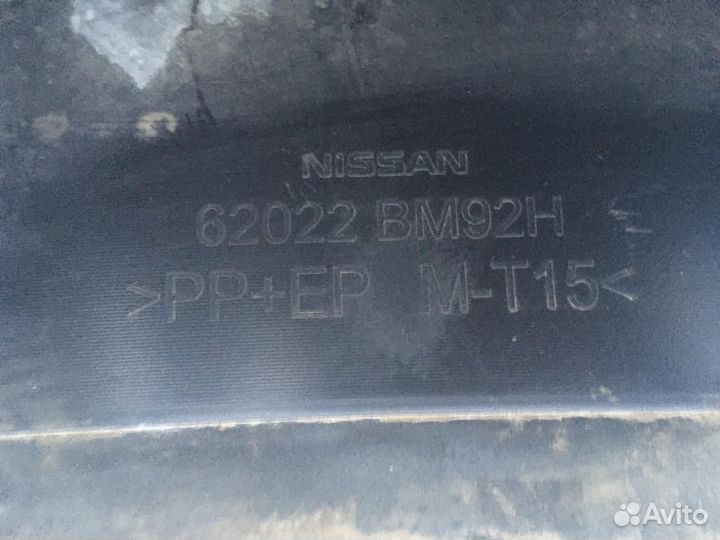 NISSAN
62022 BM92H
>PP+EP M-T15<
Avito